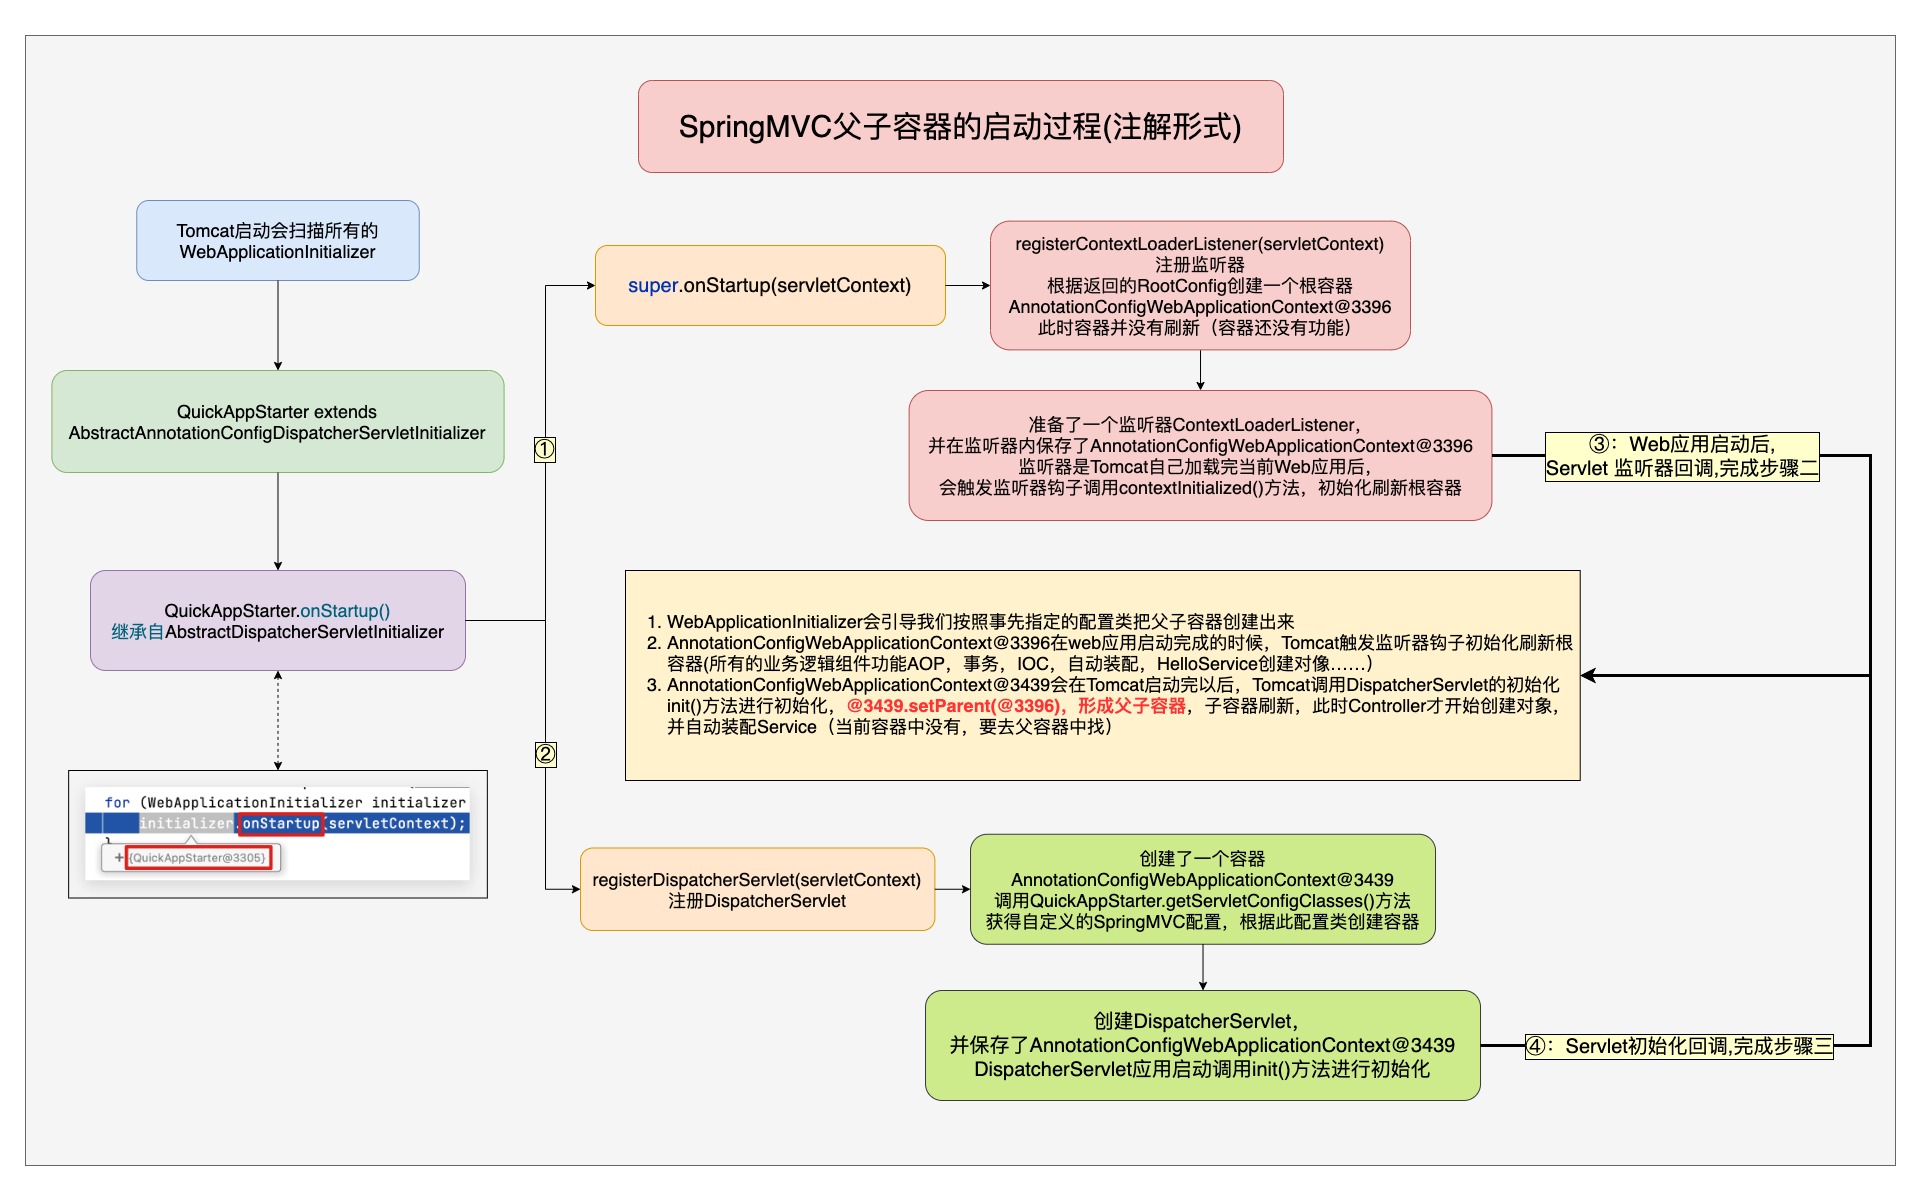 SpringMVC父子容器的启动过程(注解形式)
Tomcat启动会扫描所有的
WebApplicationInitializer
QuickAppStarter extends
AbstractAnnotationConfigDispatcherServletInitializer
QuickAppStarter.onStartup()
继承自AbstractDispatcherServletInitializer
for (WebApplicationInitializer initializer
initializer.onStartup(servletContext);
+{QuickAppStarter@3305}
①
super.onStartup(servletContext)
registerContextLoaderListener(servletContext)
注册监听器
根据返回的RootConfig创建一个根容器
AnnotationConfigWebApplicationContext@3396
此时容器并没有刷新（容器还没有功能）
准备了一个监听器ContextLoaderListener，
并在监听器内保存了AnnotationConfigWebApplicationContext@3396
监听器是Tomcat自己加载完当前Web应用后，
会触发监听器钩子调用contextInitialized()方法，初始化刷新根容器
③：Web应用启动后,
Servlet 监听器回调,完成步骤二
1. WebApplicationInitializer会引导我们按照事先指定的配置类把父子容器创建出来
2. AnnotationConfigWebApplicationContext@3396在web应用启动完成的时候，Tomcat触发监听器钩子初始化刷新根
容器(所有的业务逻辑组件功能AOP，事务，IOC，自动装配，HelloService创建对像……）
3. AnnotationConfigWebApplicationContext@3439会在Tomcat启动完以后，Tomcat调用DispatcherServlet的初始化
init()方法进行初始化，@3439.setParent(@3396)，形成父子容器，子容器刷新，此时Controller才开始创建对象，
并自动装配Service（当前容器中没有，要去父容器中找）
②
registerDispatcherServlet(servletContext)
注册DispatcherServlet
创建了一个容器
AnnotationConfigWebApplicationContext@3439
调用QuickAppStarter.getServletConfigClasses()方法
获得自定义的SpringMVC配置，根据此配置类创建容器
创建DispatcherServlet，
并保存了AnnotationConfigWebApplicationContext@3439
DispatcherServlet应用启动调用init()方法进行初始化
④：Servlet初始化回调,完成步骤三